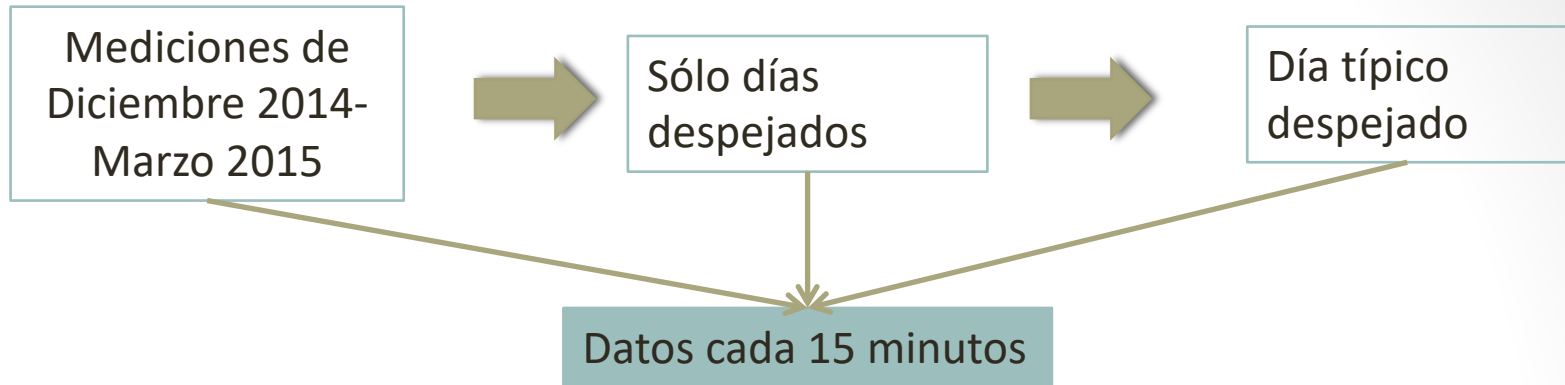 Mediciones de
Diciembre 2014-
Marzo 2015
Sólo días
despejados
Día típico
despejado
Datos cada 15 minutos